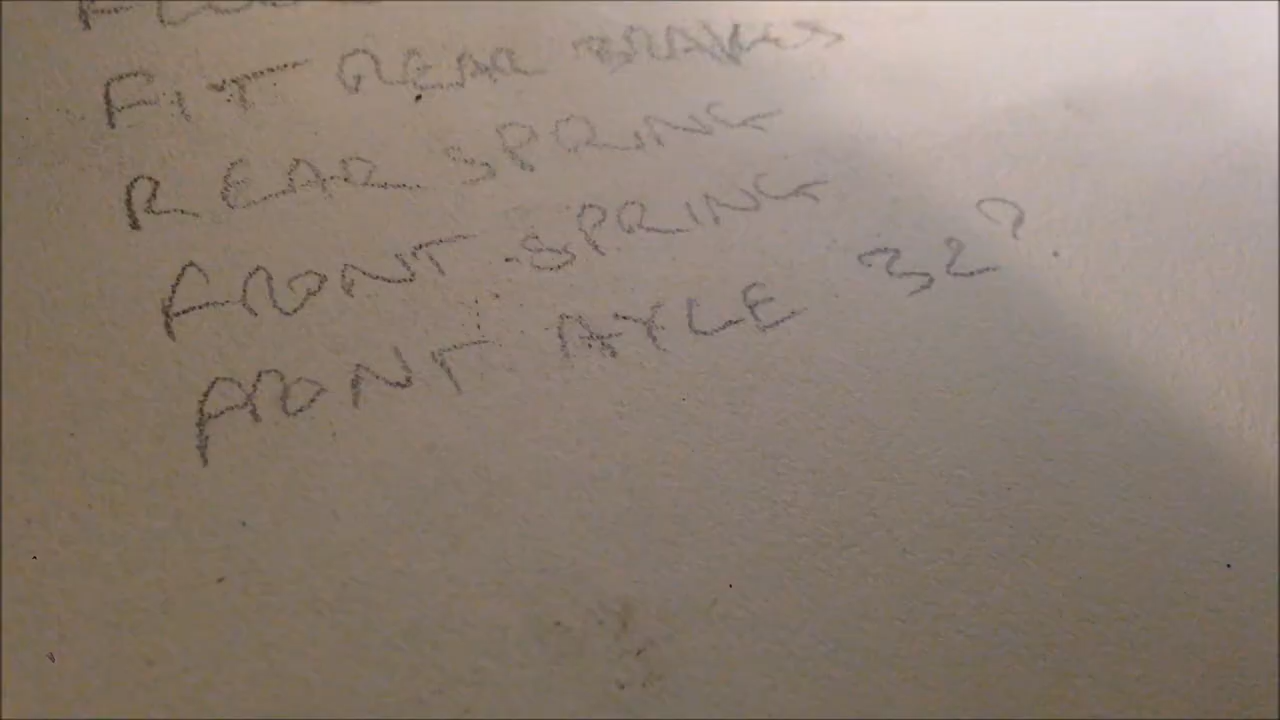 FIT REAR BRAKES
REAR SPRING
FRONT SPRING
FRONT AXLE 32?